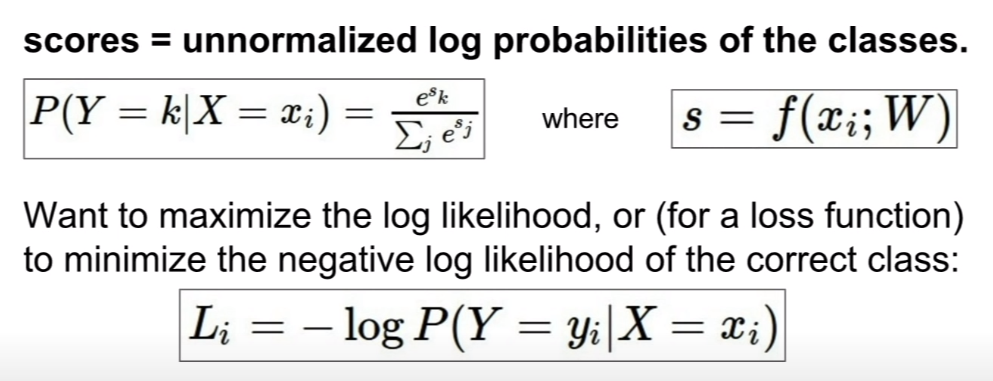 scores = unnormalized log probabilities of the classes.
P(Y = k|X = x_i) = \frac{e^{s_k}}{\sum_j e^{s_j}} where s = f(x_i; W)
Want to maximize the log likelihood, or (for a loss function)
to minimize the negative log likelihood of the correct class:
L_i = − log P(Y = y_i|X = x_i)